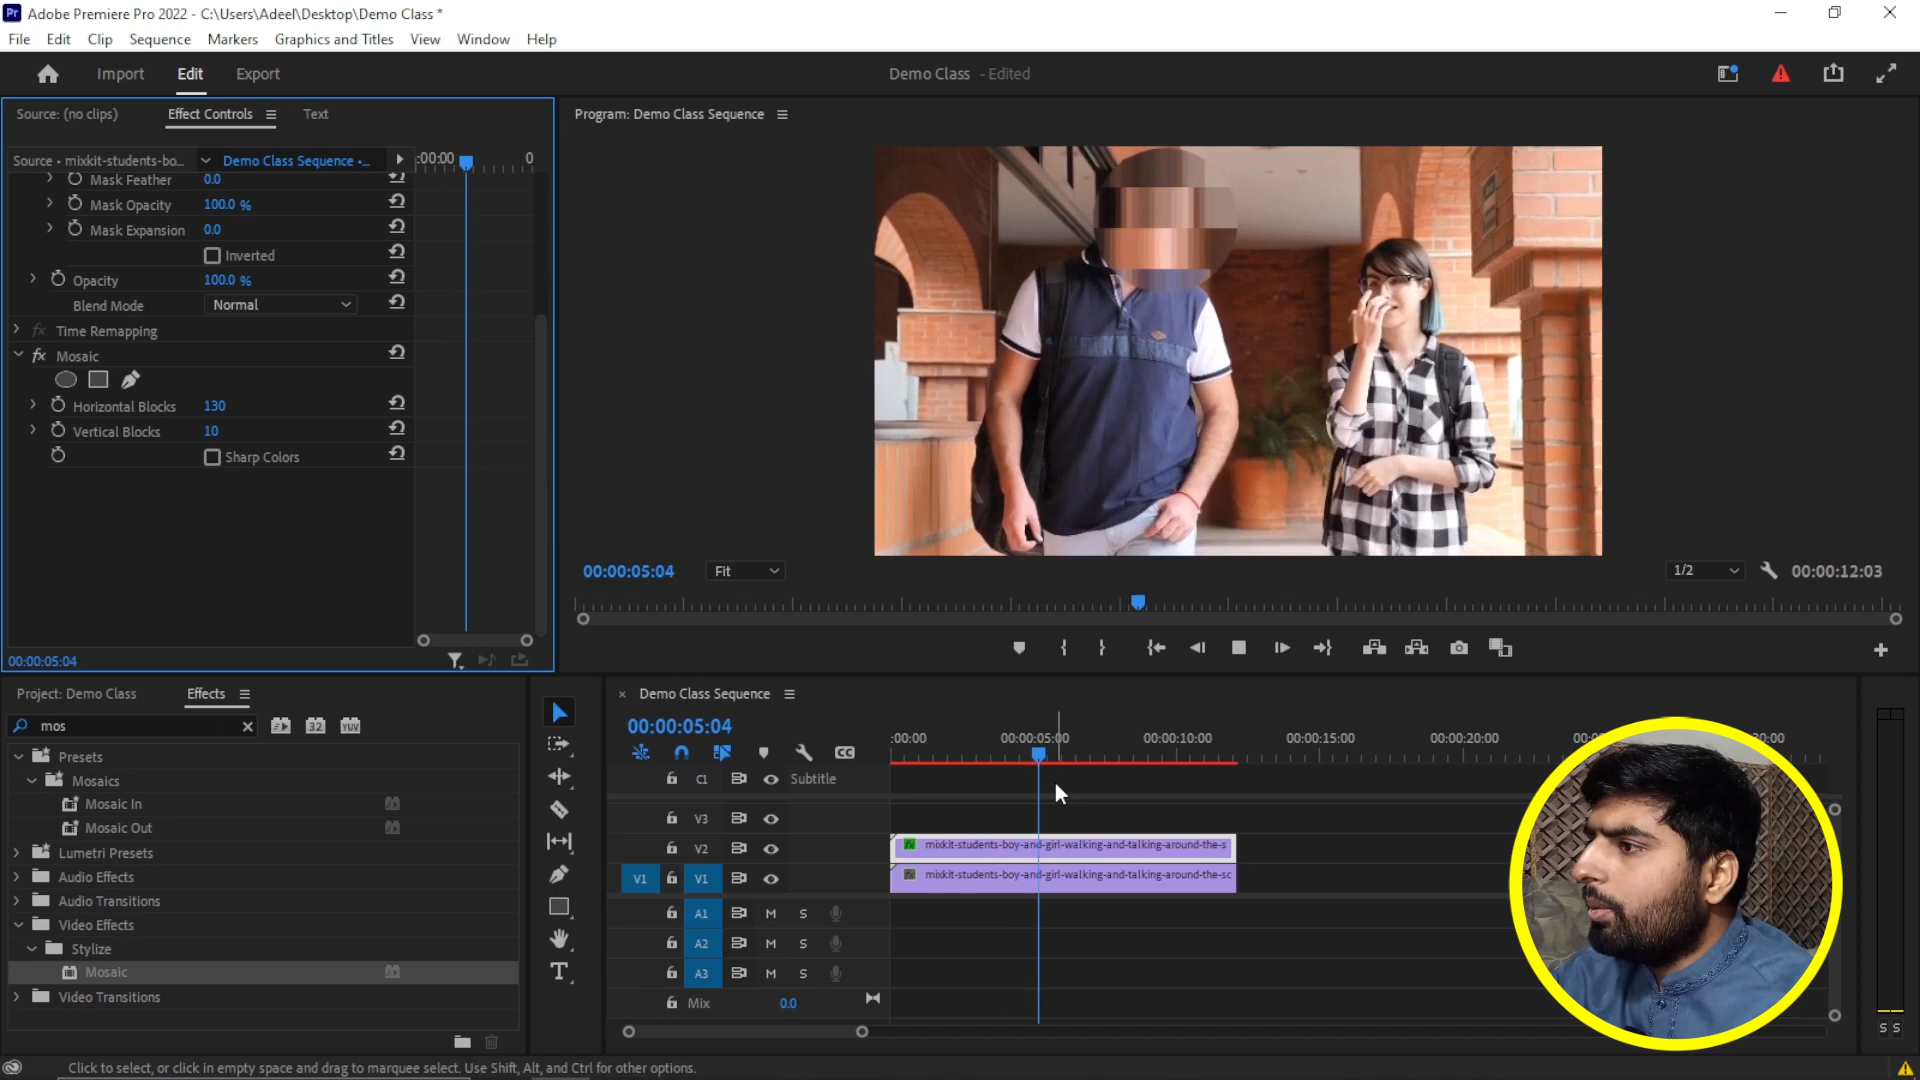 Pr Adobe Premiere Pro 2022 - C:\Users\Adeel\Desktop\Demo Class *
File Edit Clip Sequence Markers Graphics and Titles View Window Help
Import Edit Export
Demo Class - Edited
Source: (no clips) Effect Controls Text
Program: Demo Class Sequence
Source • mixkit-students-bo... Demo Class Sequence •... :00:00 0
Mask Feather 0.0
Mask Opacity 100.0 %
Mask Expansion 0.0
Inverted
Opacity 100.0 %
Blend Mode Normal
Time Remapping
fx Mosaic
Horizontal Blocks 130
Vertical Blocks 10
Sharp Colors
00:00:05:04 Fit 1/2 00:00:12:03
00:00:05:04
Project: Demo Class Effects
mos 32 YUV
Presets
Mosaics
Mosaic In
Mosaic Out
Lumetri Presets
Audio Effects
Audio Transitions
Video Effects
Stylize
Mosaic
Video Transitions
× Demo Class Sequence
00:00:05:04
:00:00 00:00:05:00 00:00:10:00 00:00:15:00 00:00:20:00
CC
C1 Subtitle
V3
V2 fx mixkit-students-boy-and-girl-walking-and-talking-around-the-s
V1 V1 fx mixkit-students-boy-and-girl-walking-and-talking-around-the-sc
A1 M S
A2 M S
A3 M S
Mix 0.0
S S
Click to select, or click in empty space and drag to marquee select. Use Shift, Alt, and Ctrl for other options.